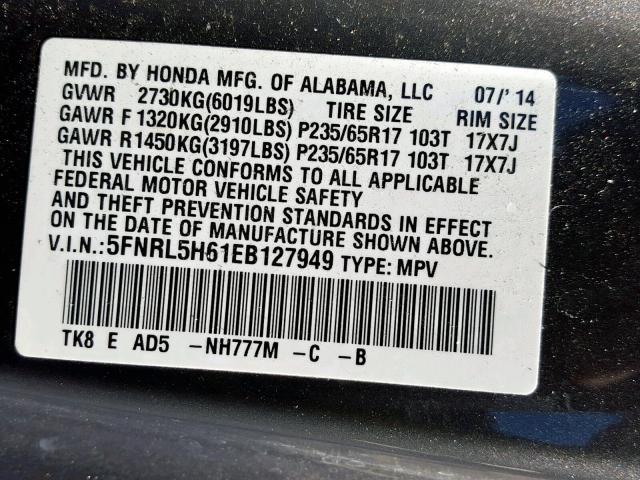 MFD. BY HONDA MFG. OF ALABAMA, LLC 07/'14
GVWR 2730KG(6019LBS) TIRE SIZE RIM SIZE
GAWR F 1320KG(2910LBS) P235/65R17 103T 17X7J
GAWR R1450KG(3197LBS) P235/65R17 103T 17X7J
THIS VEHICLE CONFORMS TO ALL APPLICABLE
FEDERAL MOTOR VEHICLE SAFETY
AND THEFT PREVENTION STANDARDS IN EFFECT
ON THE DATE OF MANUFACTURE SHOWN ABOVE.
V.I.N.:5FNRL5H61EB127949 TYPE: MPV
TK8 E AD5 -NH777M -C -B